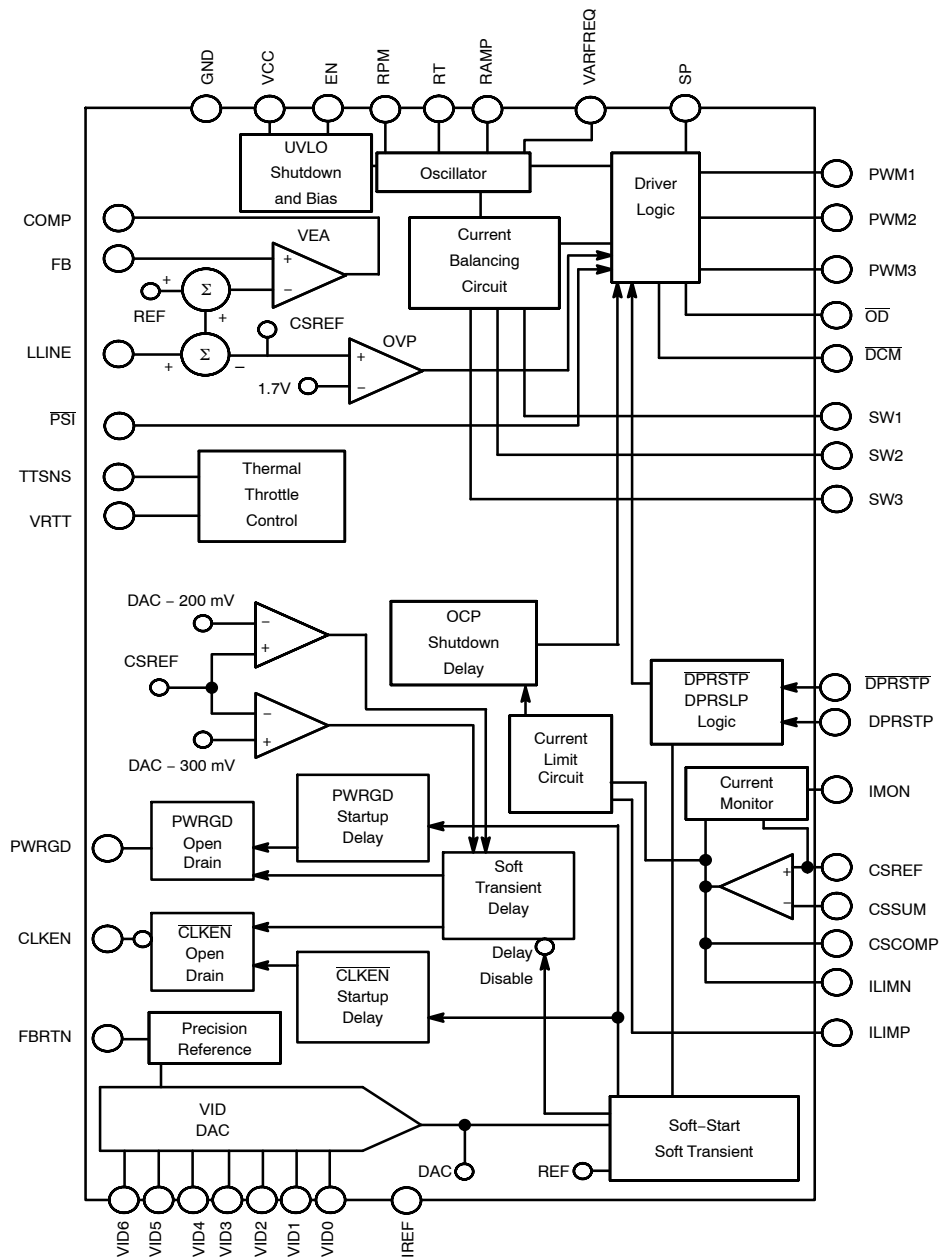 GND
VCC
EN
RPM
RT
RAMP
VARFREQ
SP
UVLO
Shutdown
and Bias
Oscillator
Driver
Logic
PWM1
PWM2
PWM3
OD
DCM
SW1
SW2
SW3
COMP
FB
VEA
+
−
Σ
+
REF
+
Current
Balancing
Circuit
LLINE
+
Σ
−
CSREF
OVP
+
−
1.7V
PSI
TTSNS
VRTT
Thermal
Throttle
Control
DAC − 200 mV
−
+
CSREF
−
+
DAC − 300 mV
OCP
Shutdown
Delay
Current
Limit
Circuit
DPRSTP
DPRSLP
Logic
DPRSTP
DPRSTP
Current
Monitor
IMON
+
−
CSREF
CSSUM
CSCOMP
ILIMN
ILIMP
PWRGD
PWRGD
Open
Drain
PWRGD
Startup
Delay
Soft
Transient
Delay
CLKEN
CLKEN
Open
Drain
CLKEN
Startup
Delay
Delay
Disable
FBRTN
Precision
Reference
VID
DAC
DAC
REF
Soft−Start
Soft Transient
VID6
VID5
VID4
VID3
VID2
VID1
VID0
IREF